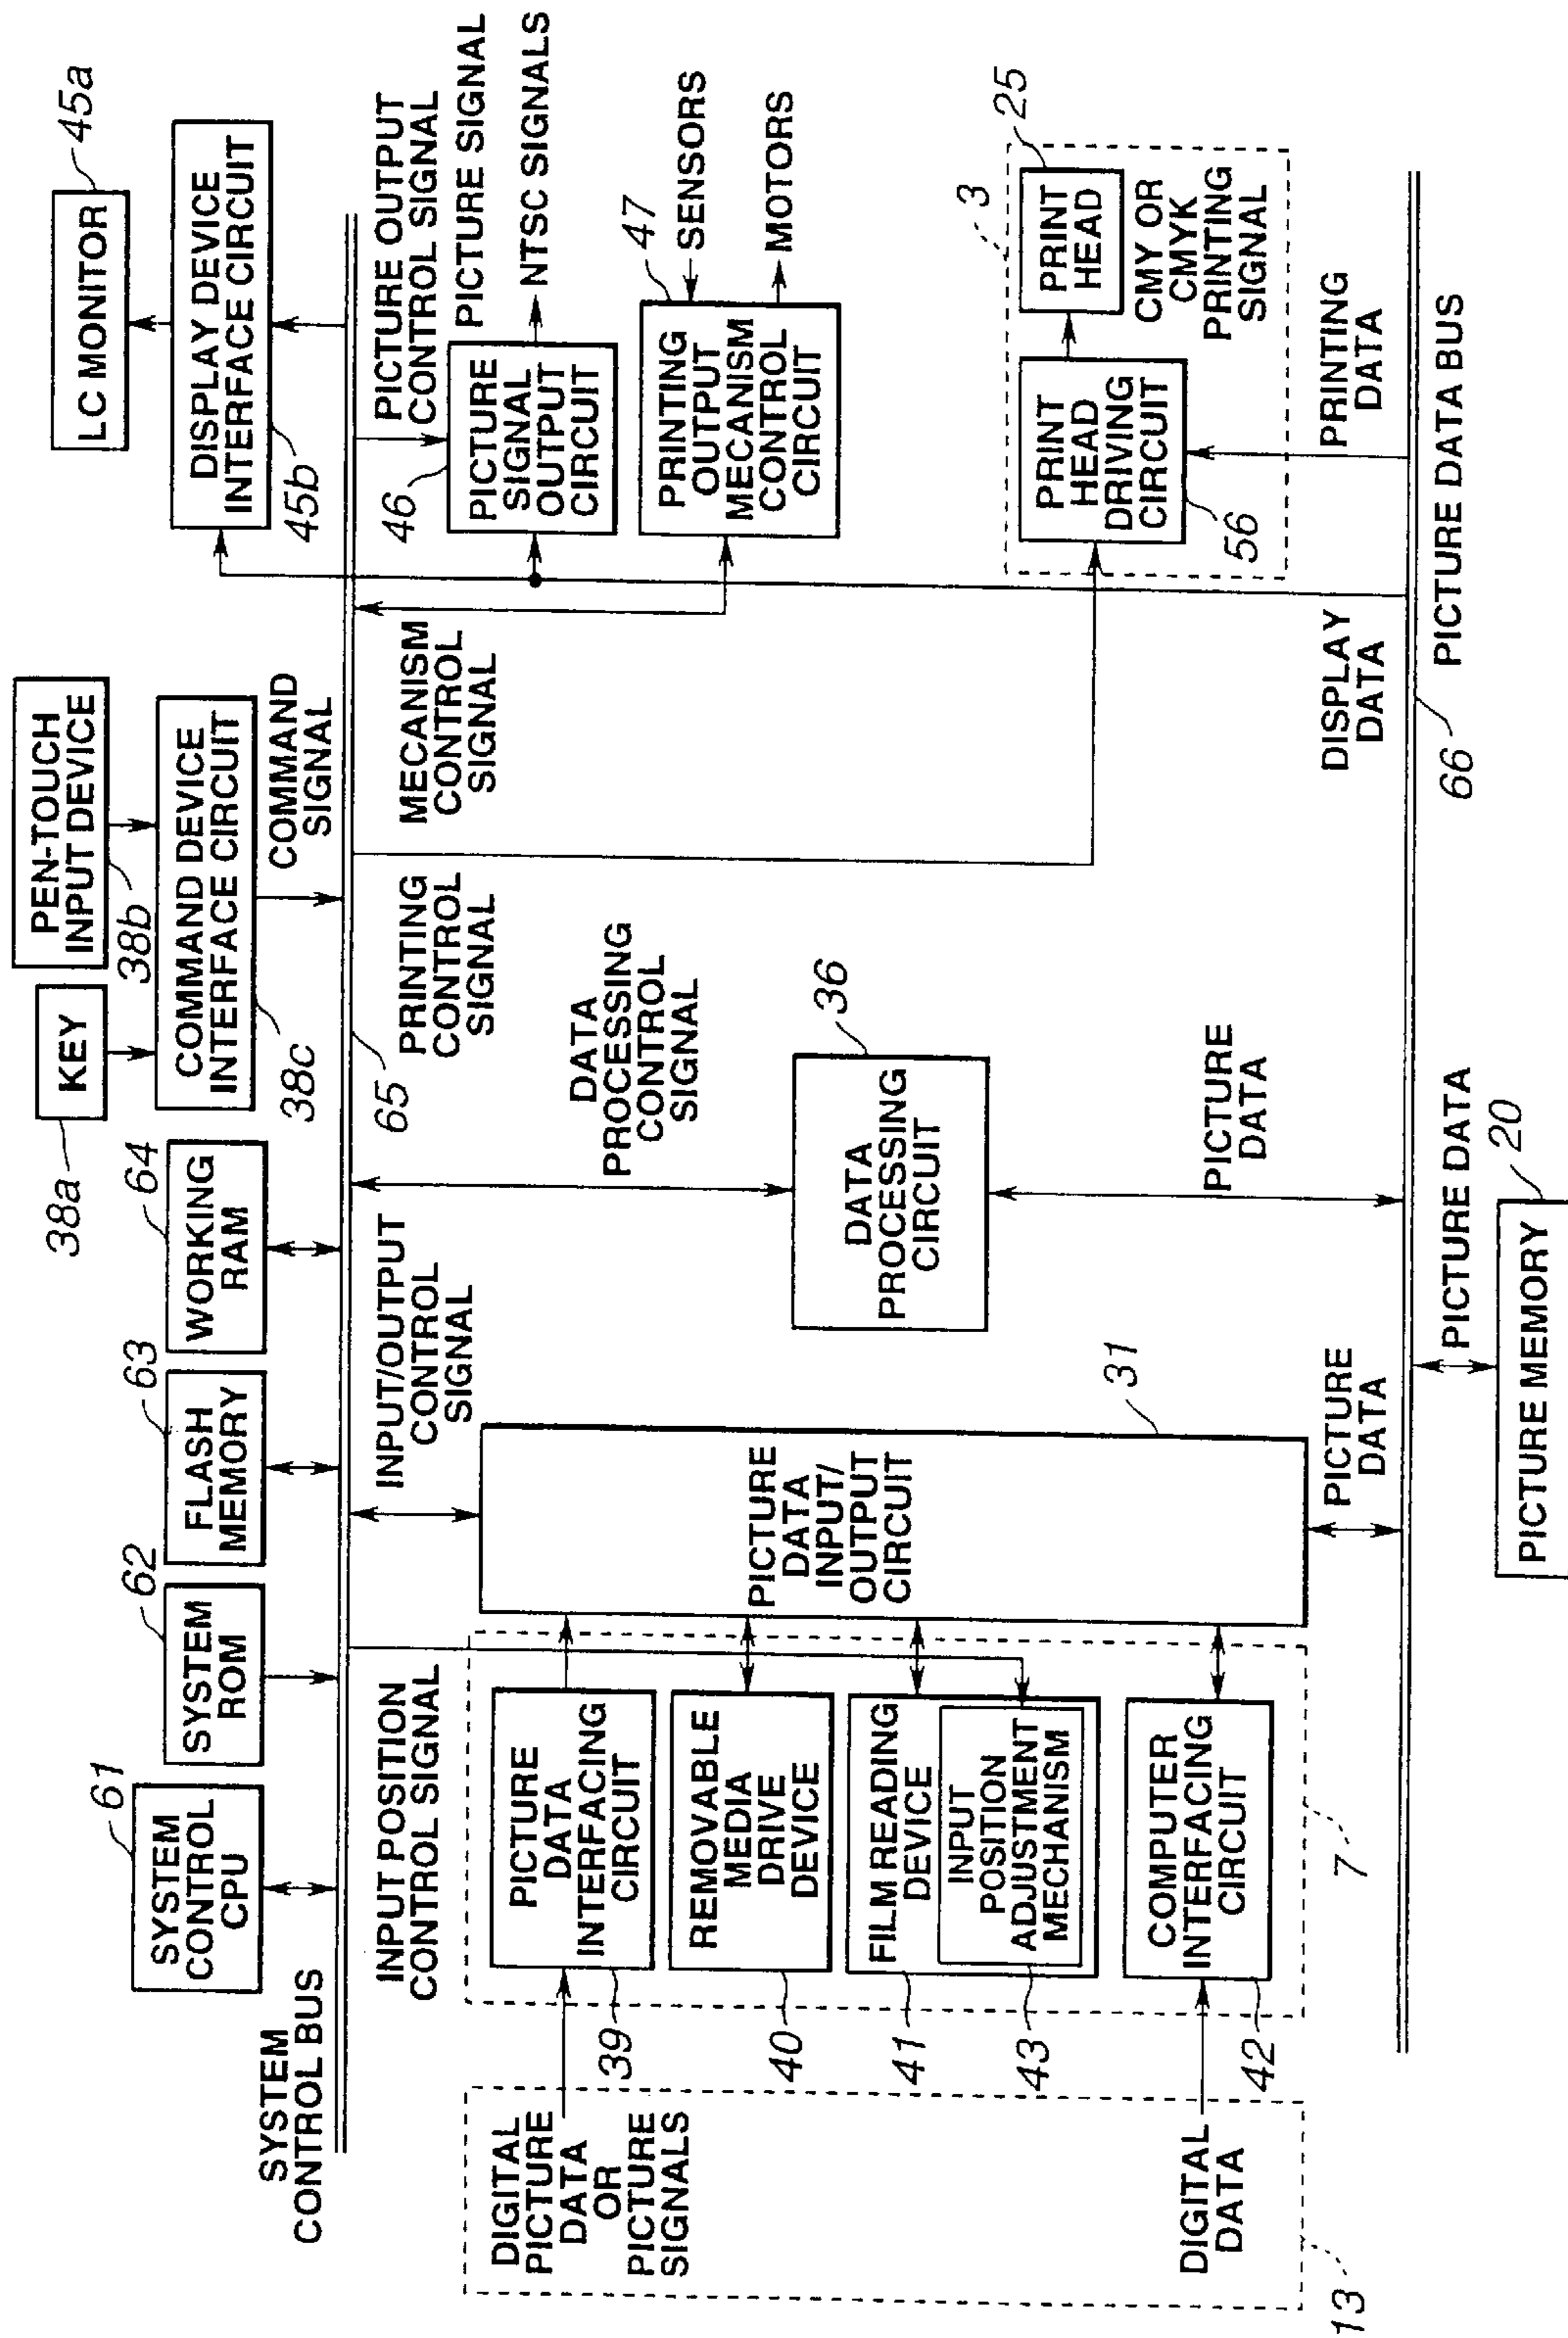 LC MONITOR
45a
DISPLAY DEVICE
INTERFACE CIRCUIT
45b
PEN-TOUCH
INPUT DEVICE
38b
KEY
38a
COMMAND DEVICE
INTERFACE CIRCUIT
38c
COMMAND
SIGNAL
WORKING
RAM
64
FLASH
MEMORY
63
SYSTEM
ROM
62
SYSTEM
CONTROL
CPU
61
SYSTEM
CONTROL BUS
65
INPUT POSITION
CONTROL SIGNAL
INPUT/OUTPUT
CONTROL
SIGNAL
DATA
PROCESSING
CONTROL
SIGNAL
PRINTING
CONTROL
SIGNAL
MECANISM
CONTROL
SIGNAL
PICTURE OUTPUT
CONTROL SIGNAL
PICTURE SIGNAL
NTSC SIGNALS
PICTURE
SIGNAL
OUTPUT
CIRCUIT
46
PRINTING
OUTPUT
MECANISM
CONTROL
CIRCUIT
47
SENSORS
MOTORS
3
PRINT
HEAD
25
CMY OR
CMYK
PRINTING
SIGNAL
PRINT
HEAD
DRIVING
CIRCUIT
56
PRINTING
DATA
DISPLAY
DATA
DATA
PROCESSING
CIRCUIT
36
PICTURE
DATA
PICTURE
DATA
INPUT/
OUTPUT
CIRCUIT
31
PICTURE
DATA
DIGITAL
PICTURE
DATA
OR
PICTURE
SIGNALS
DIGITAL
DATA
13
PICTURE
DATA
INTERFACING
CIRCUIT
39
REMOVABLE
MEDIA
DRIVE
DEVICE
40
FILM READING
DEVICE
41
INPUT
POSITION
ADJUSTMENT
MECHANISM
43
COMPUTER
INTERFACING
CIRCUIT
42
7
PICTURE DATA BUS
66
PICTURE DATA
PICTURE MEMORY
20